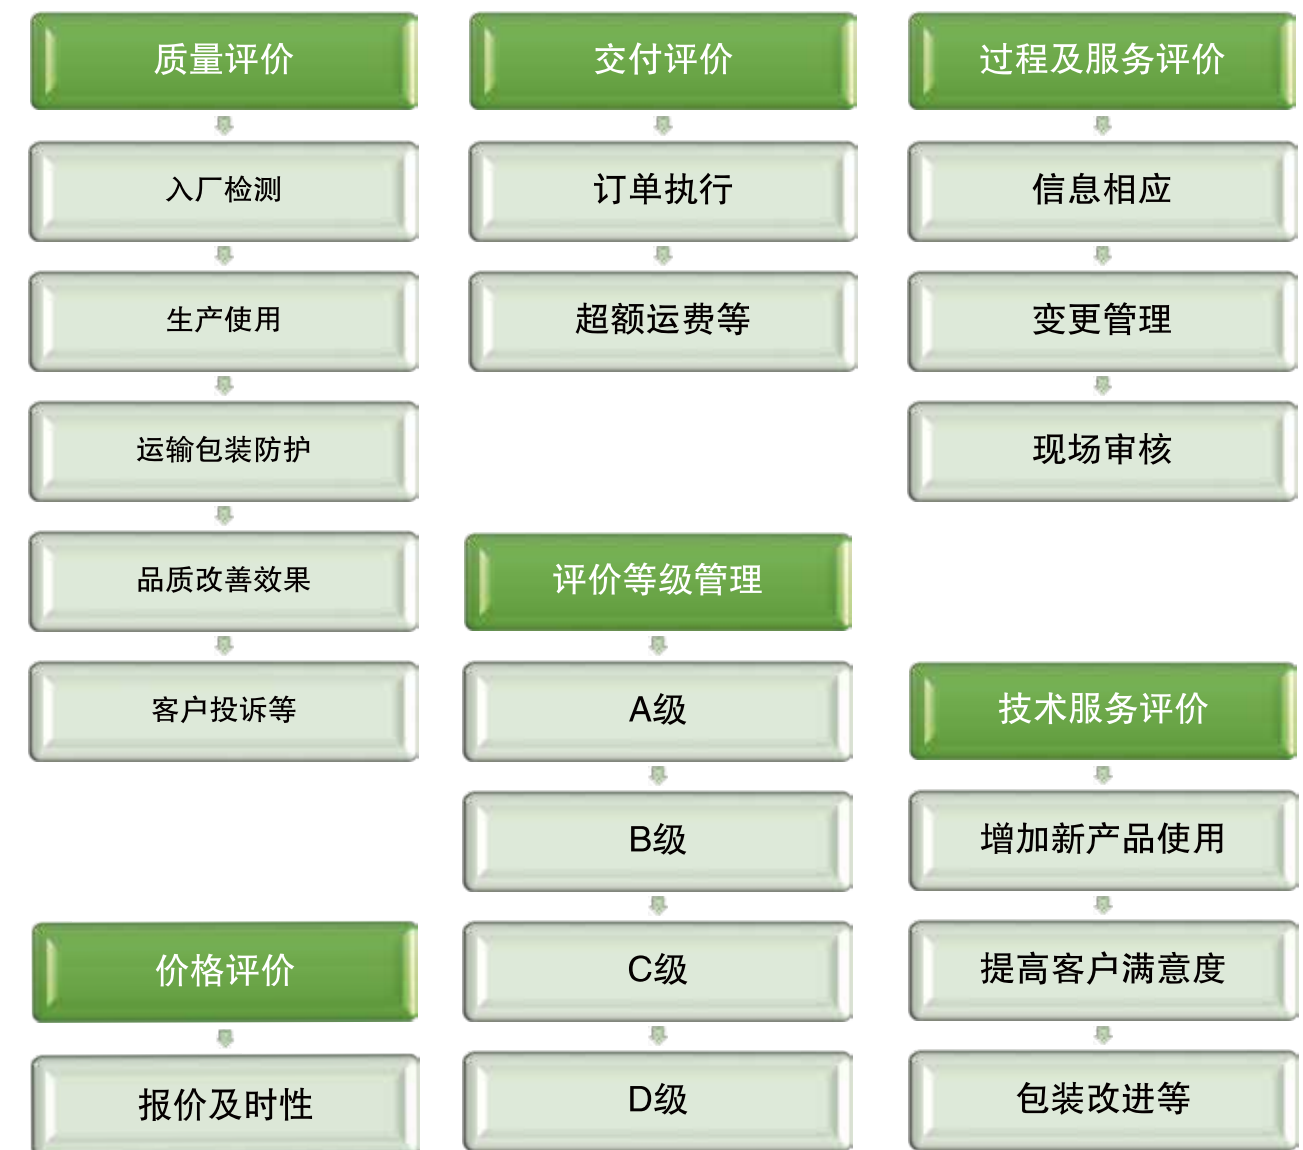 质量评价
入厂检测
生产使用
运输包装防护
品质改善效果
客户投诉等
交付评价
订单执行
超额运费等
过程及服务评价
信息相应
变更管理
现场审核
评价等级管理
A级
B级
C级
D级
技术服务评价
增加新产品使用
提高客户满意度
包装改进等
价格评价
报价及时性